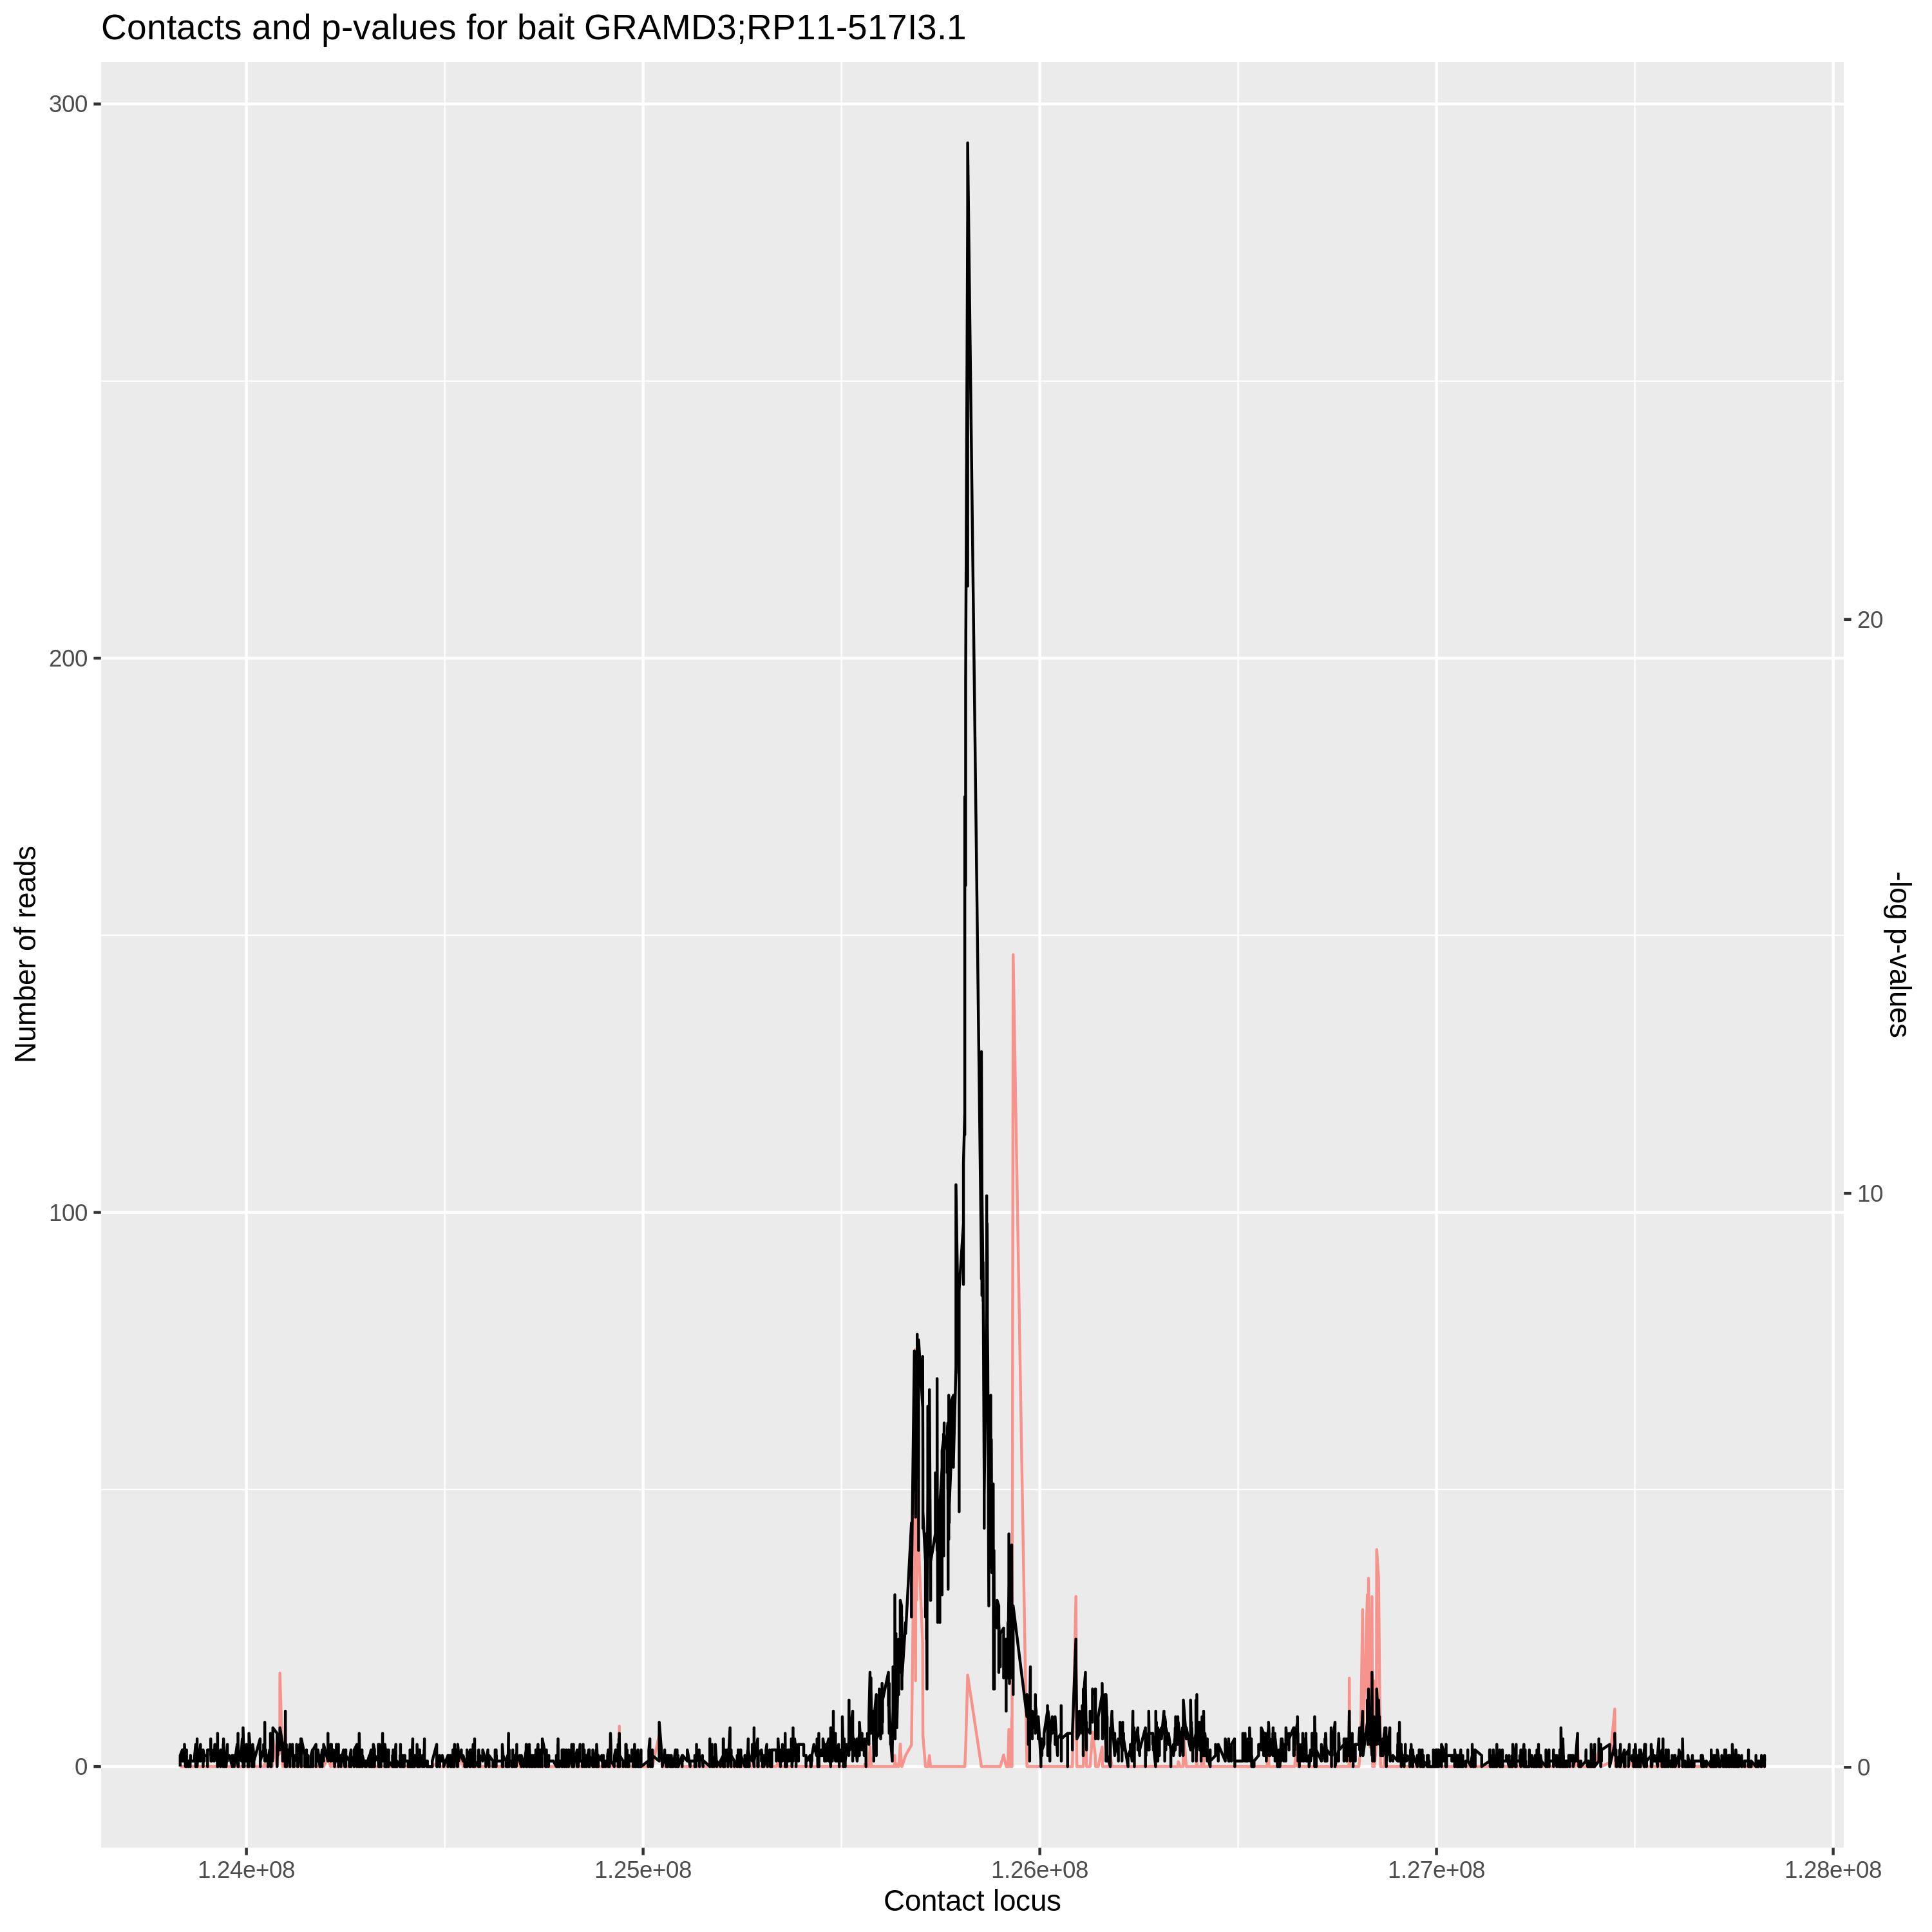 Contacts and p-values for bait GRAMD3;RP11-517I3.1
300
200
100
0
Number of reads
20
10
0
-log p-values
1.24e+08
1.25e+08
1.26e+08
1.27e+08
1.28e+08
Contact locus